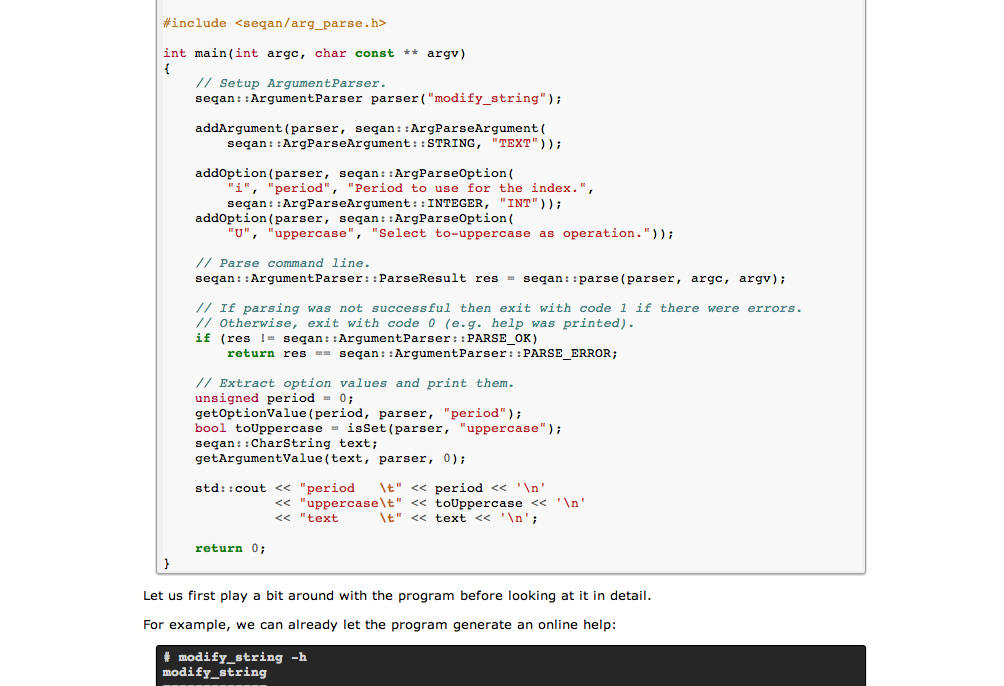 #include <seqan/arg_parse.h>
int main(int argc, char const ** argv)
{
    // Setup ArgumentParser.
    seqan::ArgumentParser parser("modify_string");
    addArgument(parser, seqan::ArgParseArgument(
        seqan::ArgParseArgument::STRING, "TEXT"));
    addOption(parser, seqan::ArgParseOption(
        "i", "period", "Period to use for the index.",
        seqan::ArgParseArgument::INTEGER, "INT"));
    addOption(parser, seqan::ArgParseOption(
        "U", "uppercase", "Select to-uppercase as operation."));
    // Parse command line.
    seqan::ArgumentParser::ParseResult res = seqan::parse(parser, argc, argv);
    // If parsing was not successful then exit with code 1 if there were errors.
    // Otherwise, exit with code 0 (e.g. help was printed).
    if (res != seqan::ArgumentParser::PARSE_OK)
        return res == seqan::ArgumentParser::PARSE_ERROR;
    // Extract option values and print them.
    unsigned period = 0;
    getOptionValue(period, parser, "period");
    bool toUppercase = isSet(parser, "uppercase");
    seqan::CharString text;
    getArgumentValue(text, parser, 0);
    std::cout << "period   \t" << period << '\n'
              << "uppercase\t" << toUppercase << '\n'
              << "text     \t" << text << '\n';
    return 0;
}
Let us first play a bit around with the program before looking at it in detail.
For example, we can already let the program generate an online help:
# modify_string -h
modify_string